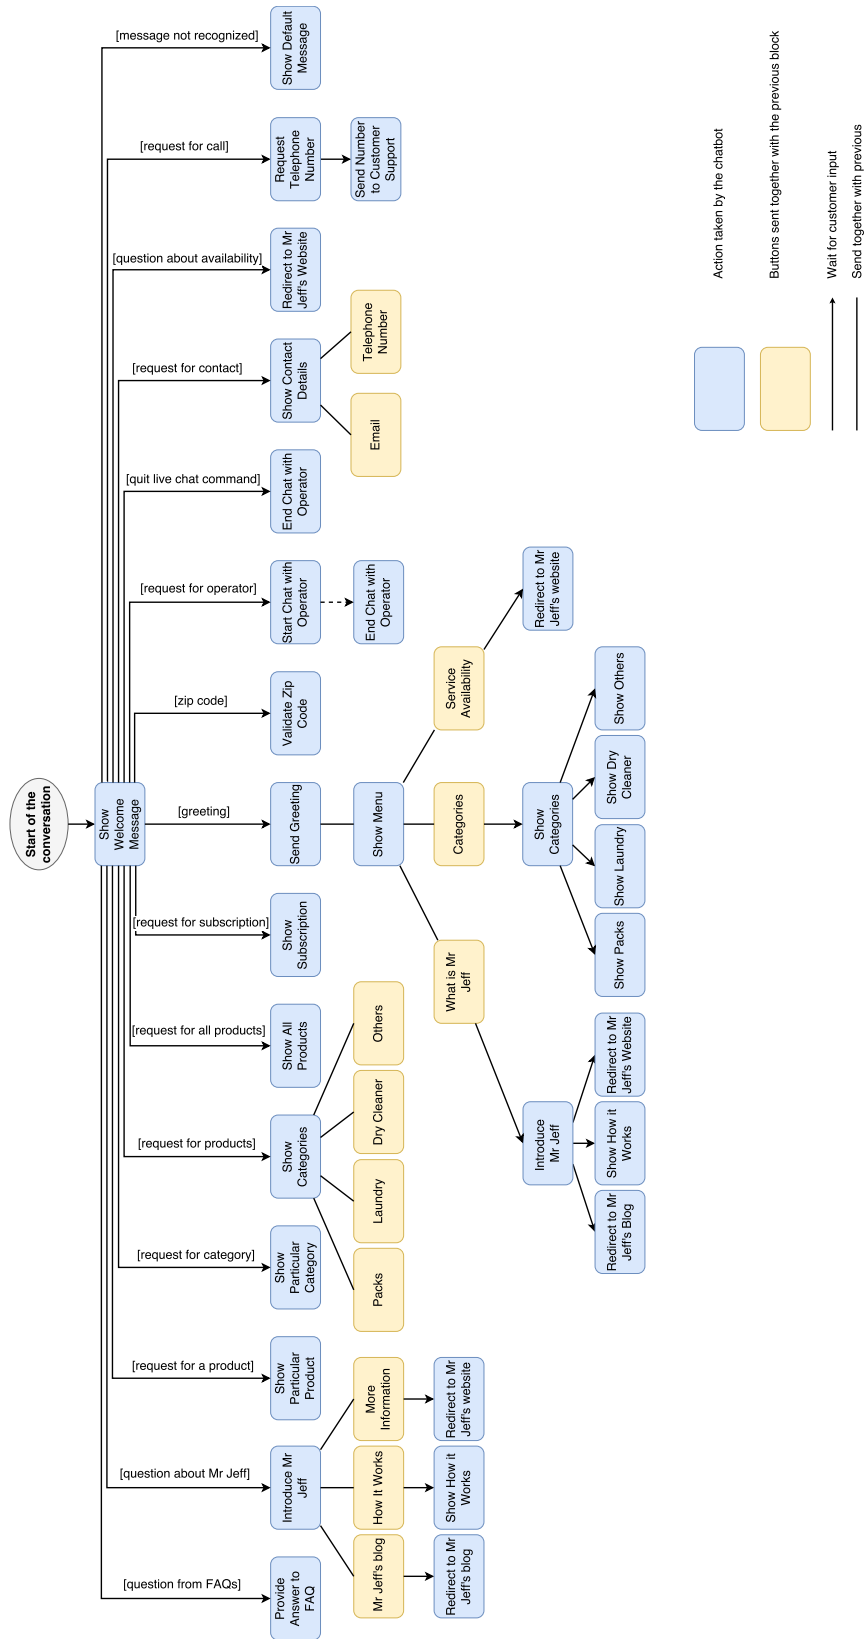 Start of the
conversation
Show
Welcome
Message
[message not recognized]
Show Default
Message
[request for call]
Request
Telephone
Number
Send Number
to Customer
Support
[question about availability]
Redirect to Mr
Jeff's Website
[request for contact]
Show Contact
Details
Telephone
Number
Email
[quit live chat command]
End Chat with
Operator
[request for operator]
Start Chat with
Operator
End Chat with
Operator
[zip code]
Validate Zip
Code
[greeting]
Send Greeting
Show Menu
Service
Availability
Redirect to Mr
Jeff's website
Categories
Show
Categories
Show Others
Show Dry
Cleaner
Show Laundry
Show Packs
What is Mr
Jeff
Introduce
Mr Jeff
Redirect to Mr
Jeff's Website
Show How it
Works
Redirect to Mr
Jeff's Blog
[request for subscription]
Show
Subscription
[request for all products]
Show All
Products
[request for products]
Show
Categories
Others
Dry Cleaner
Laundry
Packs
[request for category]
Show
Particular
Category
[request for a product]
Show
Particular
Product
[question about Mr Jeff]
Introduce Mr
Jeff
More
Information
Redirect to Mr
Jeff's website
How It Works
Show How it
Works
Mr Jeff's blog
Redirect to Mr
Jeff's blog
[question from FAQs]
Provide
Answer to
FAQ
Action taken by the chatbot
Buttons sent together with the previous block
Wait for customer input
Send together with previous